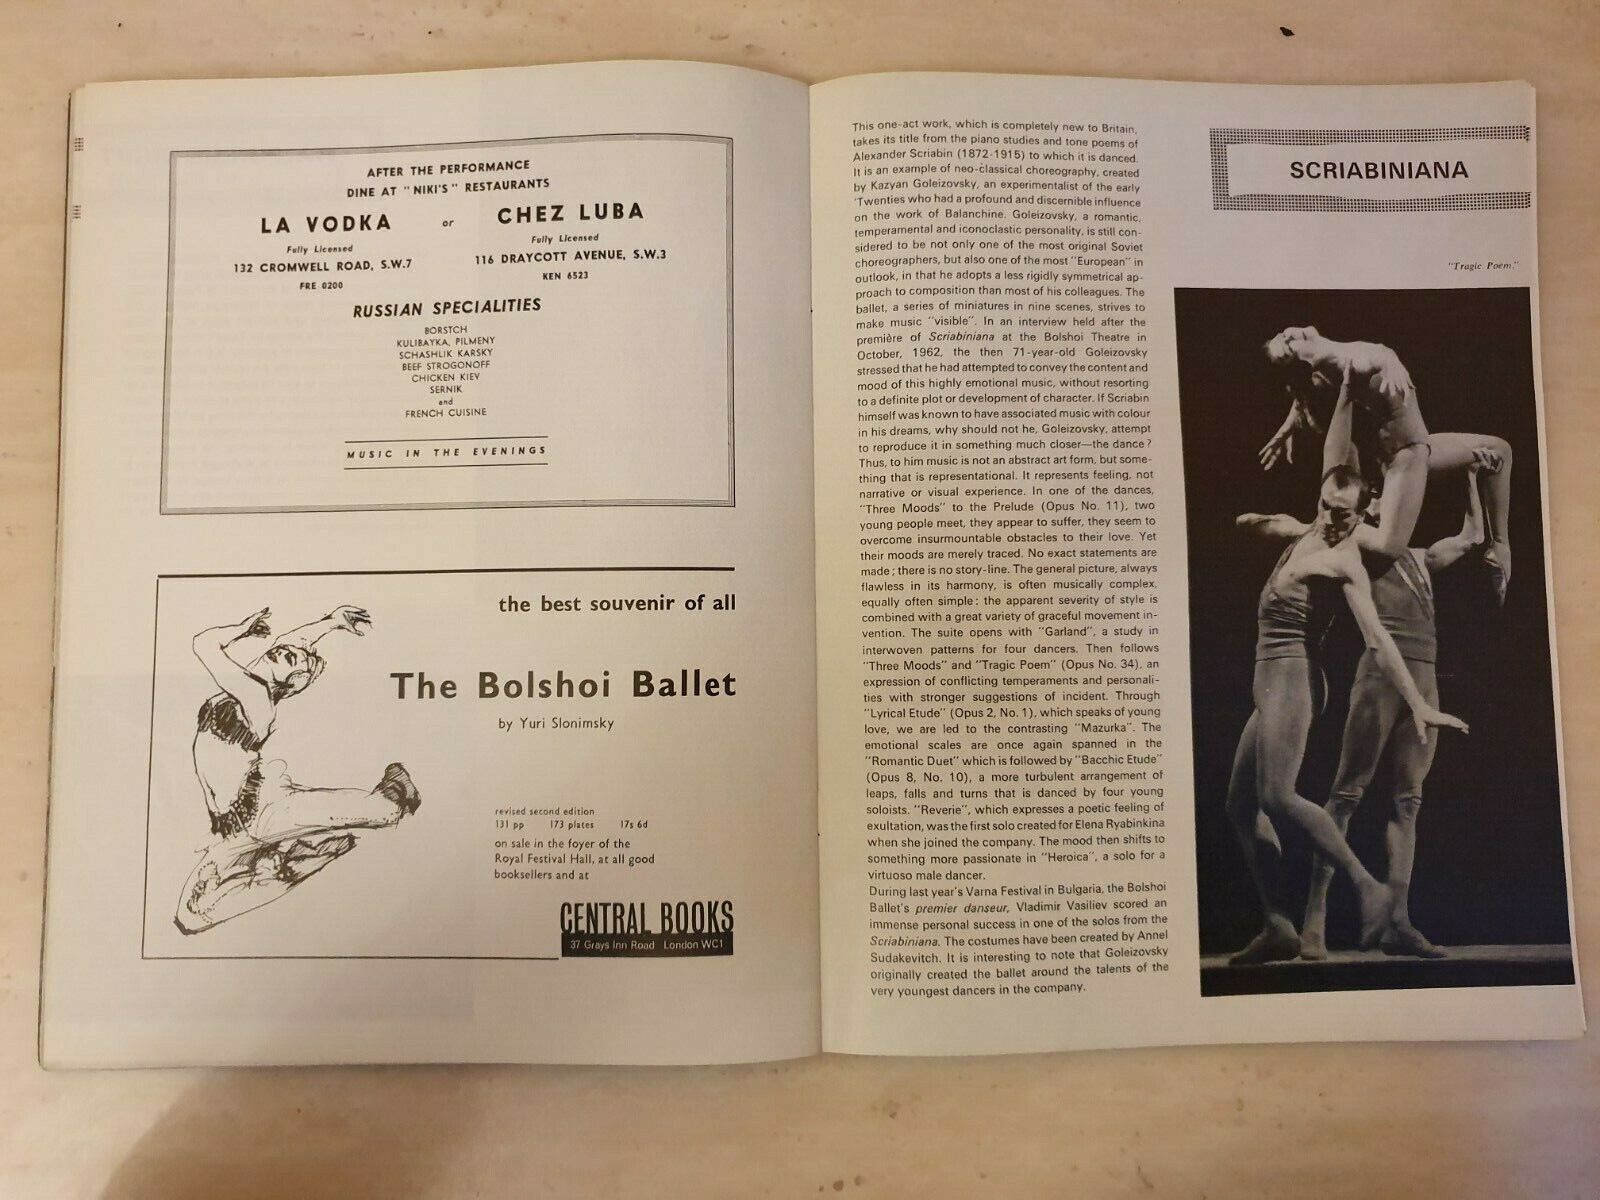 AFTER THE PERFORMANCE
DINE AT "NIKI'S" RESTAURANTS
LA VODKA
or
CHEZ LUBA
Fully Licensed
132 CROMWELL ROAD, S.W.7
FRE 0200
Fully Licensed
116 DRAYCOTT AVENUE, S.W.3
KEN 6523
RUSSIAN SPECIALITIES
BORSTCH
KULIBAYKA, PILMENY
SCHASHLIK KARSKY
BEEF STROGONOFF
CHICKEN KIEV
SERNIK
and
FRENCH CUISINE
MUSIC IN THE EVENINGS
the best souvenir of all
The Bolshoi Ballet
by Yuri Slonimsky
revised second edition
131 pp 173 plates 17s 6d
on sale in the foyer of the
Royal Festival Hall, at all good
booksellers and at
CENTRAL BOOKS
37 Grays Inn Road London WC1
This one-act work, which is completely new to Britain,
takes its title from the piano studies and tone poems of
Alexander Scriabin (1872-1915) to which it is danced.
It is an example of neo-classical choreography, created
by Kazyan Goleizovsky, an experimentalist of the early
'Twenties who had a profound and discernible influence
on the work of Balanchine. Goleizovsky, a romantic,
temperamental and iconoclastic personality, is still con-
sidered to be not only one of the most original Soviet
choreographers, but also one of the most "European" in
outlook, in that he adopts a less rigidly symmetrical ap-
proach to composition than most of his colleagues. The
ballet, a series of miniatures in nine scenes, strives to
make music "visible". In an interview held after the
première of Scriabiniana at the Bolshoi Theatre in
October, 1962, the then 71-year-old Goleizovsky
stressed that he had attempted to convey the content and
mood of this highly emotional music, without resorting
to a definite plot or development of character. If Scriabin
himself was known to have associated music with colour
in his dreams, why should not he, Goleizovsky, attempt
to reproduce it in something much closer—the dance?
Thus, to him music is not an abstract art form, but some-
thing that is representational. It represents feeling, not
narrative or visual experience. In one of the dances,
"Three Moods" to the Prelude (Opus No. 11), two
young people meet, they appear to suffer, they seem to
overcome insurmountable obstacles to their love. Yet
their moods are merely traced. No exact statements are
made; there is no story-line. The general picture, always
flawless in its harmony, is often musically complex,
equally often simple: the apparent severity of style is
combined with a great variety of graceful movement in-
vention. The suite opens with "Garland", a study in
interwoven patterns for four dancers. Then follows
"Three Moods" and "Tragic Poem" (Opus No. 34), an
expression of conflicting temperaments and personali-
ties with stronger suggestions of incident. Through
"Lyrical Etude" (Opus 2, No. 1), which speaks of young
love, we are led to the contrasting "Mazurka". The
emotional scales are once again spanned in the
"Romantic Duet" which is followed by "Bacchic Etude"
(Opus 8, No. 10), a more turbulent arrangement of
leaps, falls and turns that is danced by four young
soloists. "Reverie", which expresses a poetic feeling of
exultation, was the first solo created for Elena Ryabinkina
when she joined the company. The mood then shifts to
something more passionate in "Heroica", a solo for a
virtuoso male dancer.
During last year's Varna Festival in Bulgaria, the Bolshoi
Ballet's premier danseur, Vladimir Vasiliev scored an
immense personal success in one of the solos from the
Scriabiniana. The costumes have been created by Annel
Sudakevitch. It is interesting to note that Goleizovsky
originally created the ballet around the talents of the
very youngest dancers in the company.
SCRIABINIANA
"Tragic Poem."